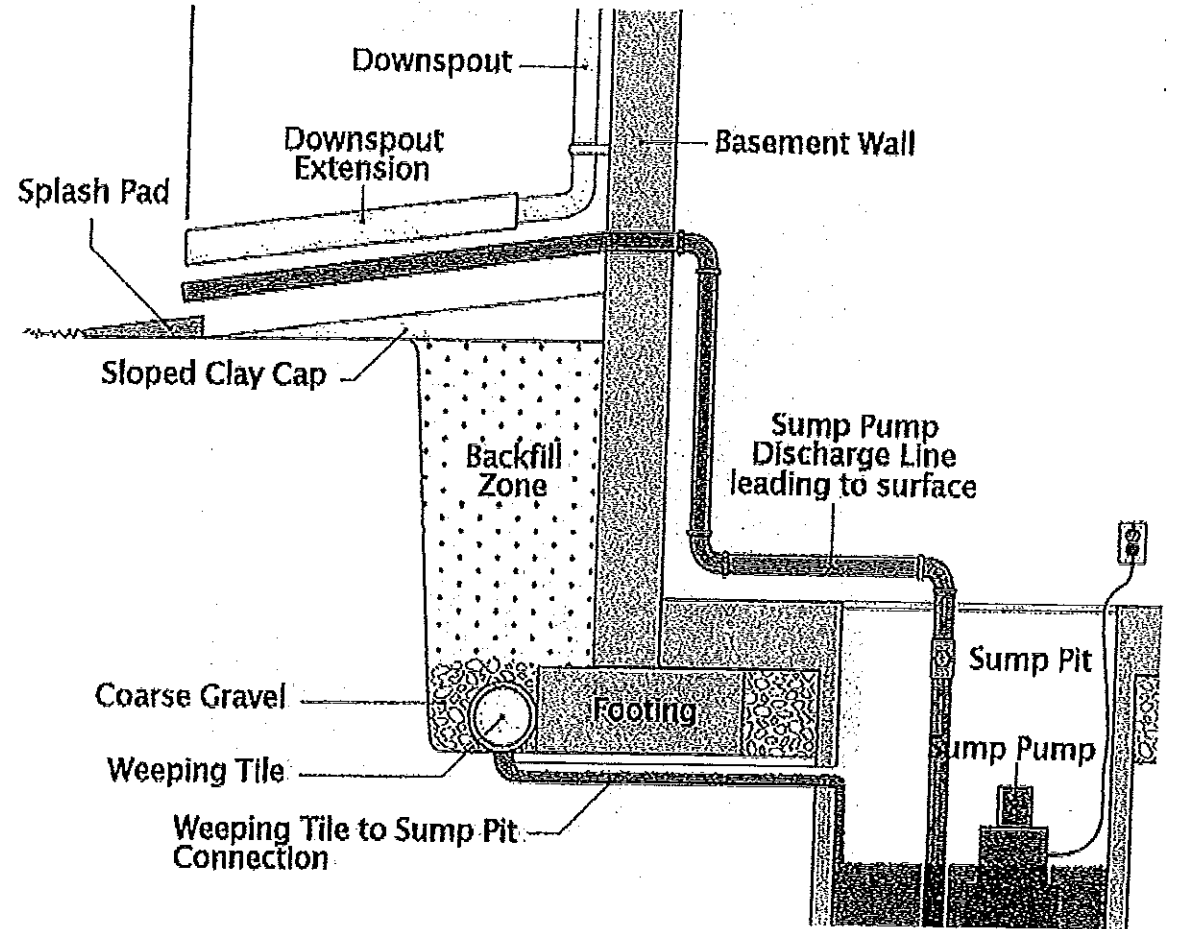 Downspout
Downspout
Extension
Basement Wall
Splash Pad
Sloped Clay Cap
Backfill
Zone
Sump Pump
Discharge Line
leading to surface
Sump Pit
Coarse Gravel
Footing
Sump Pump
Weeping Tile
Weeping Tile to Sump Pit
Connection